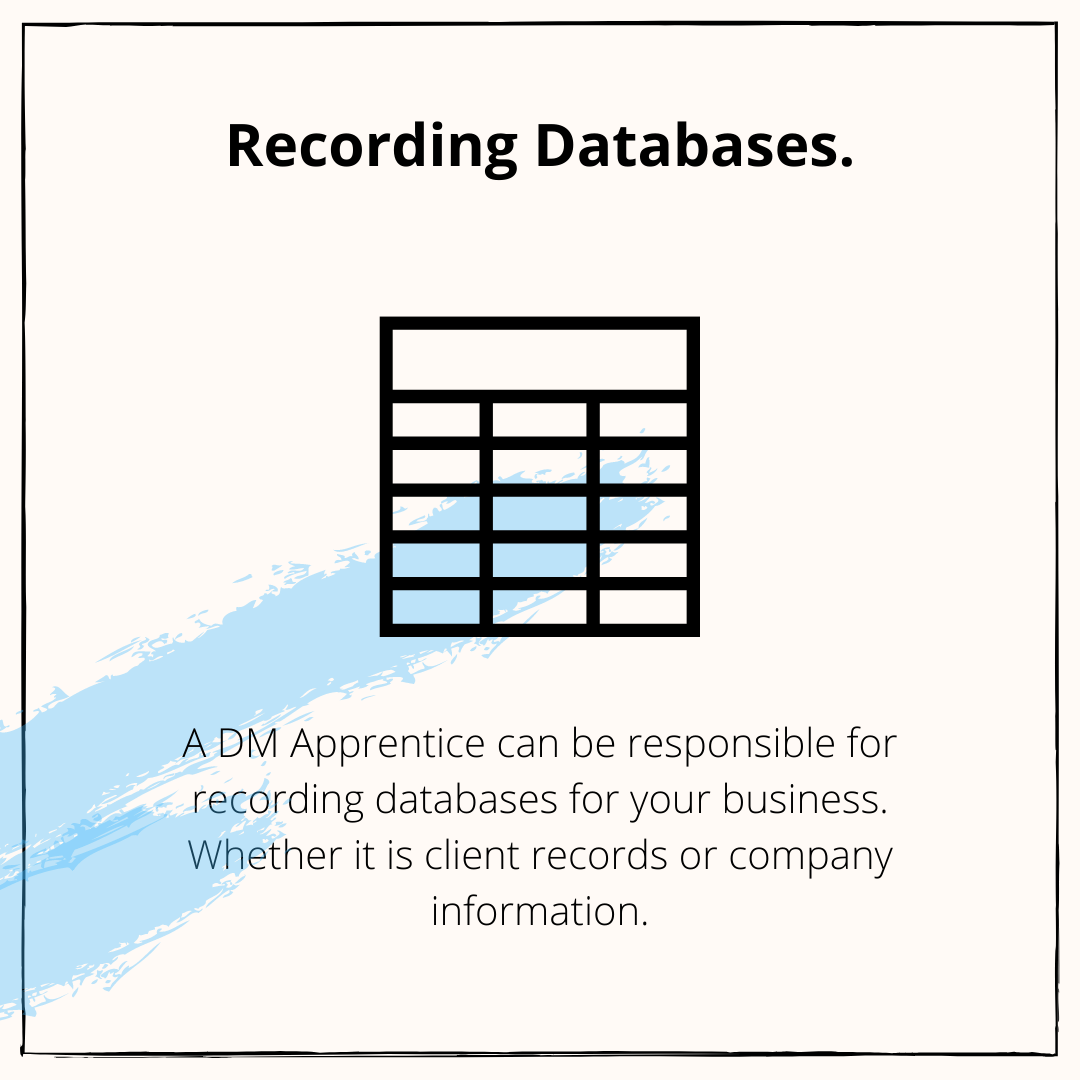 Recording Databases.
A DM Apprentice can be responsible for
recording databases for your business.
Whether it is client records or company
information.